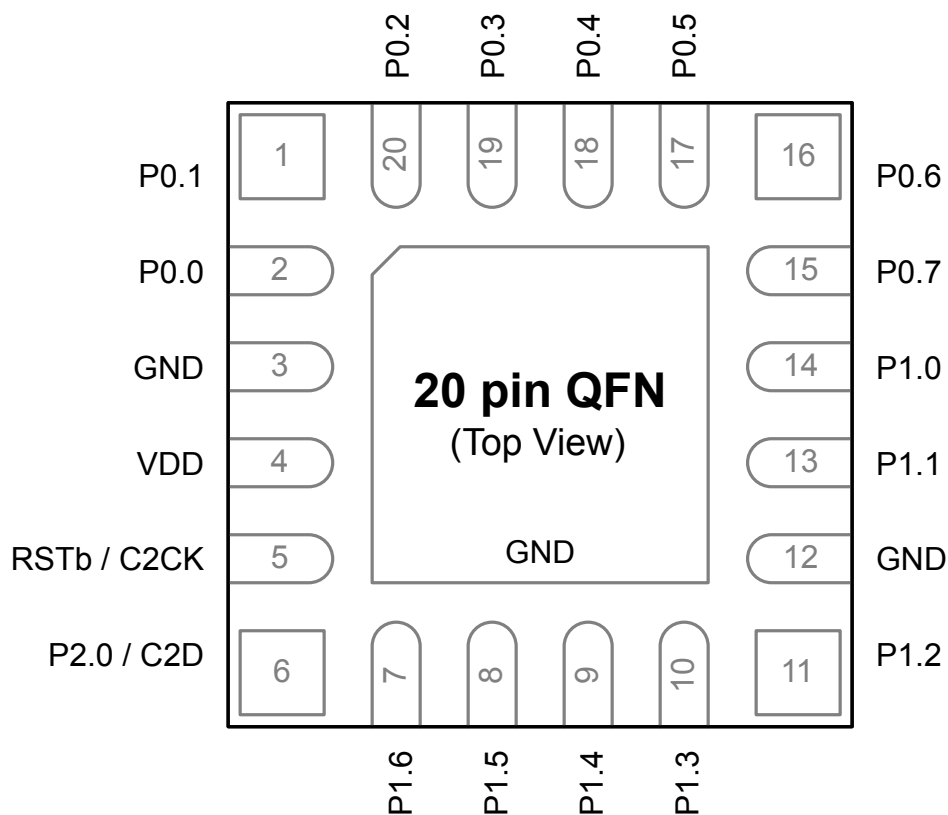 P0.2
P0.3
P0.4
P0.5
P0.1
1
20
19
18
17
16
P0.6
P0.0
2
15
P0.7
GND
3
14
P1.0
20 pin QFN
(Top View)
VDD
4
13
P1.1
RSTb / C2CK
5
GND
12
GND
P2.0 / C2D
6
7
8
9
10
11
P1.2
P1.6
P1.5
P1.4
P1.3